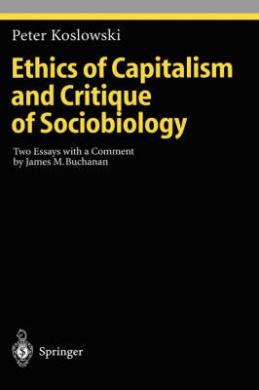 Peter Koslowski
Ethics of Capitalism
and Critique
of Sociobiology
Two Essays with a Comment
by James M. Buchanan
Springer